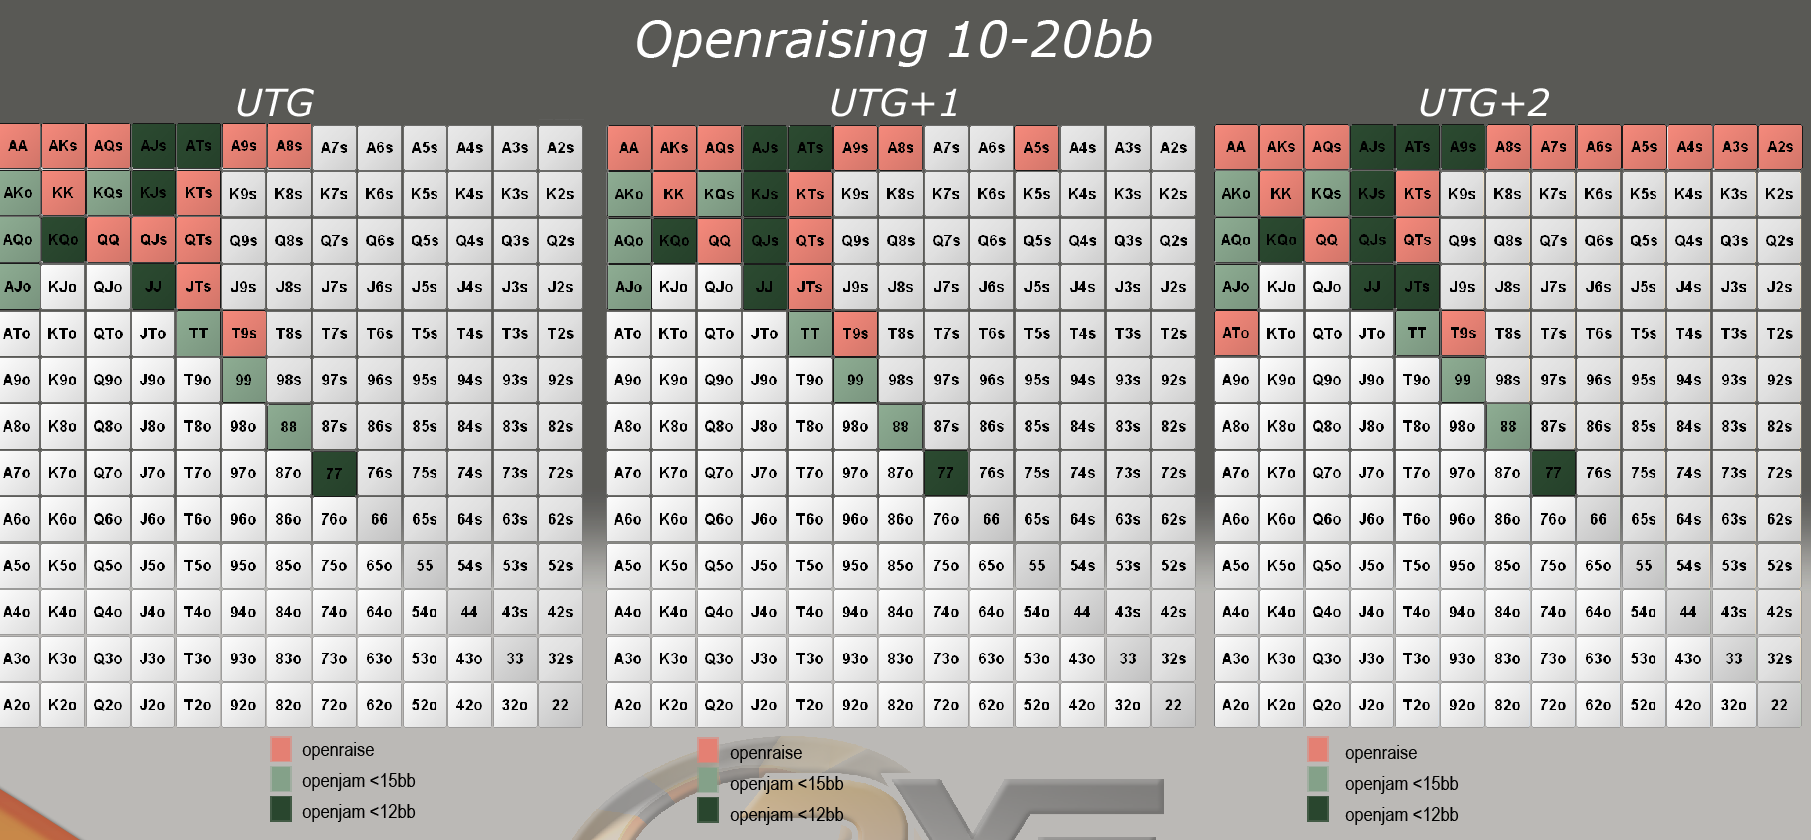 Openraising 10-20bb
UTG UTG+1 UTG+2
AA AKs AQs AJs ATs A9s A8s A7s A6s A5s A4s A3s A2s AA AKs AQs AJs ATs A9s A8s A7s A6s A5s A4s A3s A2s AA AKs AQs AJs ATs A9s A8s A7s A6s A5s A4s A3s A2s
AKo KK KQs KJs KTs K9s K8s K7s K6s K5s K4s K3s K2s AKo KK KQs KJs KTs K9s K8s K7s K6s K5s K4s K3s K2s AKo KK KQs KJs KTs K9s K8s K7s K6s K5s K4s K3s K2s
AQo KQo QQ QJs QTs Q9s Q8s Q7s Q6s Q5s Q4s Q3s Q2s AQo KQo QQ QJs QTs Q9s Q8s Q7s Q6s Q5s Q4s Q3s Q2s AQo KQo QQ QJs QTs Q9s Q8s Q7s Q6s Q5s Q4s Q3s Q2s
AJo KJo QJo JJ JTs J9s J8s J7s J6s J5s J4s J3s J2s AJo KJo QJo JJ JTs J9s J8s J7s J6s J5s J4s J3s J2s AJo KJo QJo JJ JTs J9s J8s J7s J6s J5s J4s J3s J2s
ATo KTo QTo JTo TT T9s T8s T7s T6s T5s T4s T3s T2s ATo KTo QTo JTo TT T9s T8s T7s T6s T5s T4s T3s T2s ATo KTo QTo JTo TT T9s T8s T7s T6s T5s T4s T3s T2s
A9o K9o Q9o J9o T9o 99 98s 97s 96s 95s 94s 93s 92s A9o K9o Q9o J9o T9o 99 98s 97s 96s 95s 94s 93s 92s A9o K9o Q9o J9o T9o 99 98s 97s 96s 95s 94s 93s 92s
A8o K8o Q8o J8o T8o 98o 88 87s 86s 85s 84s 83s 82s A8o K8o Q8o J8o T8o 98o 88 87s 86s 85s 84s 83s 82s A8o K8o Q8o J8o T8o 98o 88 87s 86s 85s 84s 83s 82s
A7o K7o Q7o J7o T7o 97o 87o 77 76s 75s 74s 73s 72s A7o K7o Q7o J7o T7o 97o 87o 77 76s 75s 74s 73s 72s A7o K7o Q7o J7o T7o 97o 87o 77 76s 75s 74s 73s 72s
A6o K6o Q6o J6o T6o 96o 86o 76o 66 65s 64s 63s 62s A6o K6o Q6o J6o T6o 96o 86o 76o 66 65s 64s 63s 62s A6o K6o Q6o J6o T6o 96o 86o 76o 66 65s 64s 63s 62s
A5o K5o Q5o J5o T5o 95o 85o 75o 65o 55 54s 53s 52s A5o K5o Q5o J5o T5o 95o 85o 75o 65o 55 54s 53s 52s A5o K5o Q5o J5o T5o 95o 85o 75o 65o 55 54s 53s 52s
A4o K4o Q4o J4o T4o 94o 84o 74o 64o 54o 44 43s 42s A4o K4o Q4o J4o T4o 94o 84o 74o 64o 54o 44 43s 42s A4o K4o Q4o J4o T4o 94o 84o 74o 64o 54o 44 43s 42s
A3o K3o Q3o J3o T3o 93o 83o 73o 63o 53o 43o 33 32s A3o K3o Q3o J3o T3o 93o 83o 73o 63o 53o 43o 33 32s A3o K3o Q3o J3o T3o 93o 83o 73o 63o 53o 43o 33 32s
A2o K2o Q2o J2o T2o 92o 82o 72o 62o 52o 42o 32o 22 A2o K2o Q2o J2o T2o 92o 82o 72o 62o 52o 42o 32o 22 A2o K2o Q2o J2o T2o 92o 82o 72o 62o 52o 42o 32o 22
openraise openraise openraise
openjam <15bb openjam <15bb openjam <15bb
openjam <12bb openjam <12bb openjam <12bb